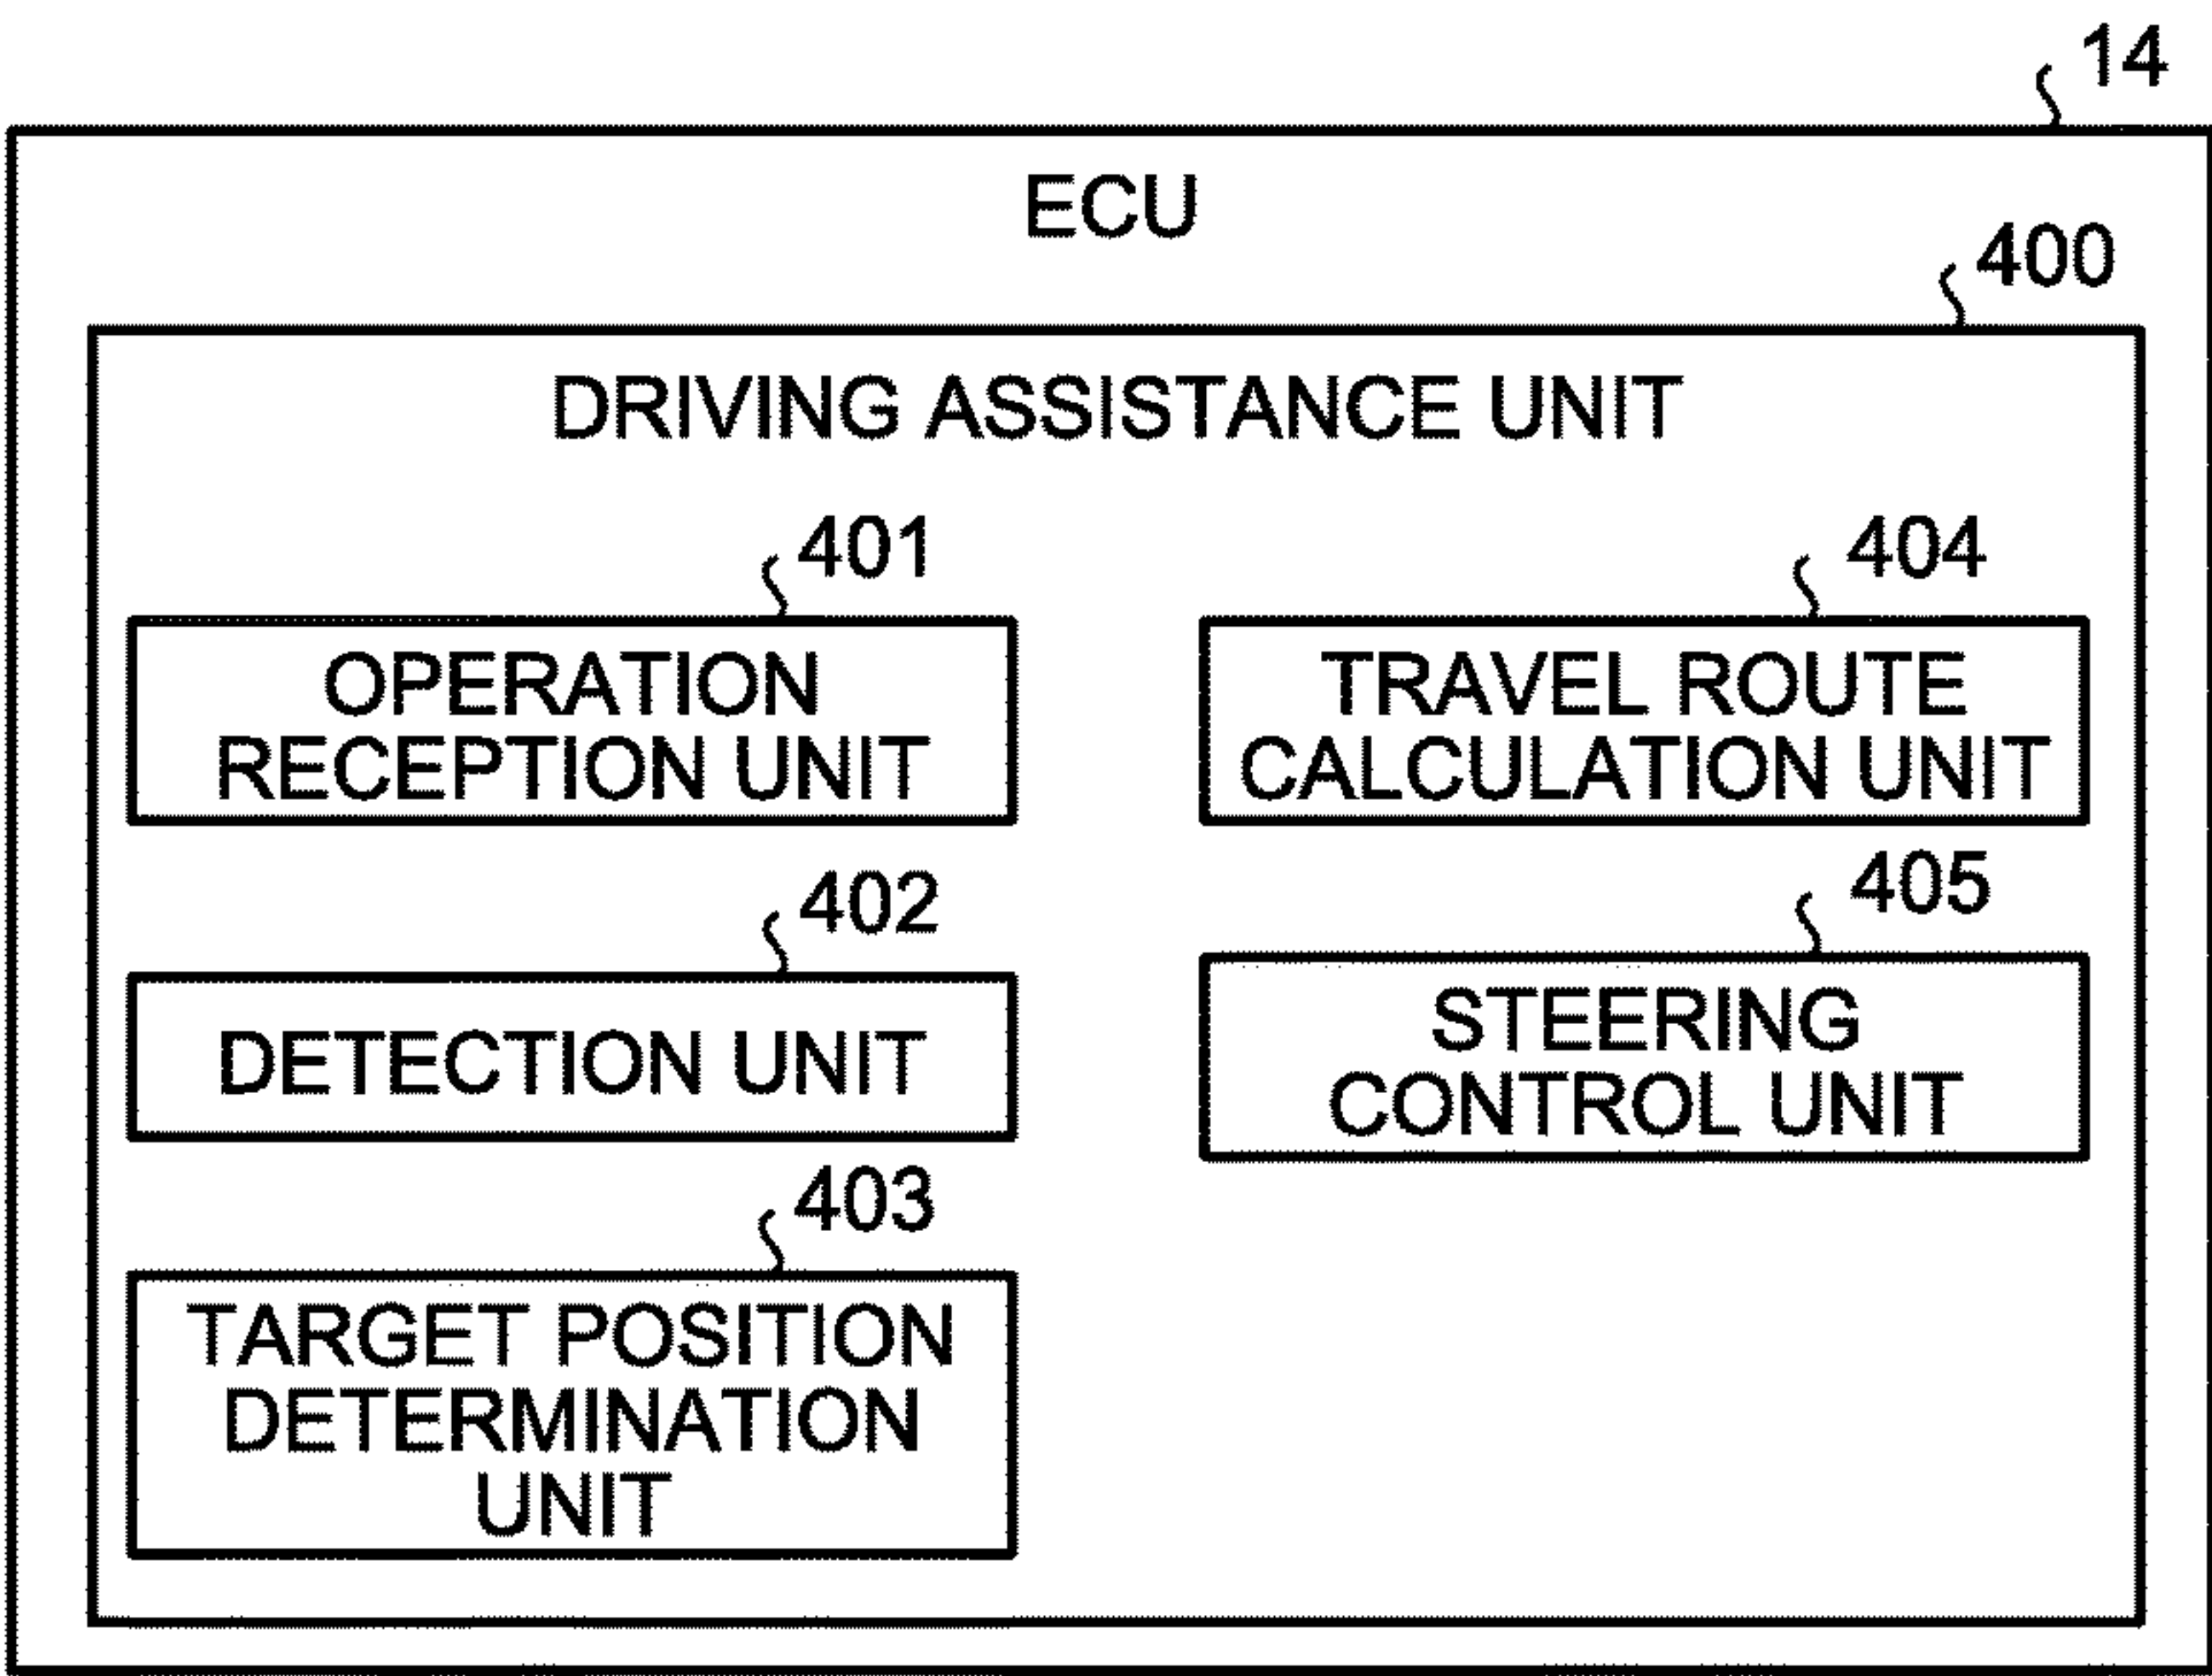 14
ECU
400
DRIVING ASSISTANCE UNIT
401
OPERATION
RECEPTION UNIT
402
DETECTION UNIT
403
TARGET POSITION
DETERMINATION
UNIT
404
TRAVEL ROUTE
CALCULATION UNIT
405
STEERING
CONTROL UNIT